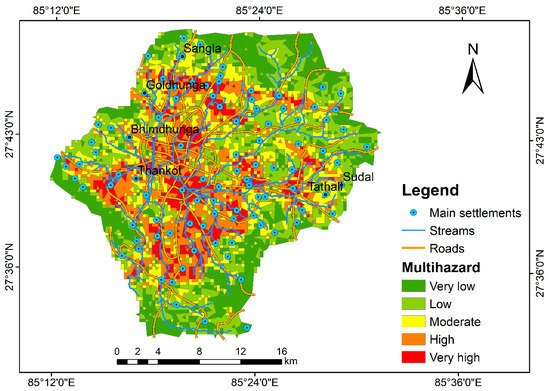 85°12'0"E 85°24'0"E 85°36'0"E
N
Sangla
Goldhunga
27°43'0"N 27°43'0"N
Bhimdhunga
Thankot
Sudal
Tathali
Legend
Main settlements
Streams
Roads
Multihazard
27°36'0"N 27°36'0"N
Very low
Low
Moderate
High
Very high
0 2 4 8 12 16
km
85°12'0"E 85°24'0"E 85°36'0"E